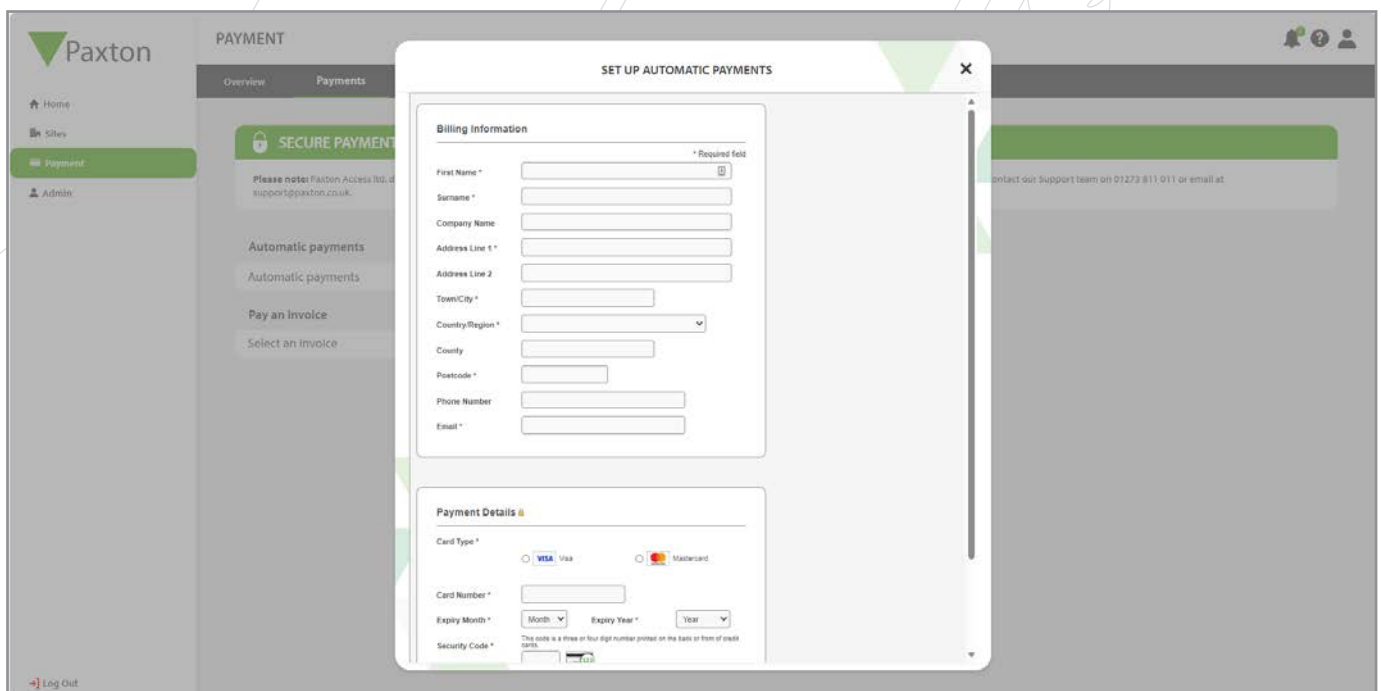 Paxton
PAYMENT
Overview
Payments
Home
Sites
Payment
Admin
Log Out
SECURE PAYMENT
Please note: Paxton Access ltd, d
support@paxton.co.uk.
ontact our Support team on 01273 811 011 or email at
Automatic payments
Automatic payments
Pay an invoice
Select an invoice
SET UP AUTOMATIC PAYMENTS
Billing Information
* Required field
First Name *
Surname *
Company Name
Address Line 1 *
Address Line 2
Town/City *
Country/Region *
County
Postcode *
Phone Number
Email *
Payment Details
Card Type *
VISA Visa
Mastercard
Card Number *
Expiry Month * Month Expiry Year * Year
This code is a three or four digit number printed on the back or front of credit
cards.
Security Code *